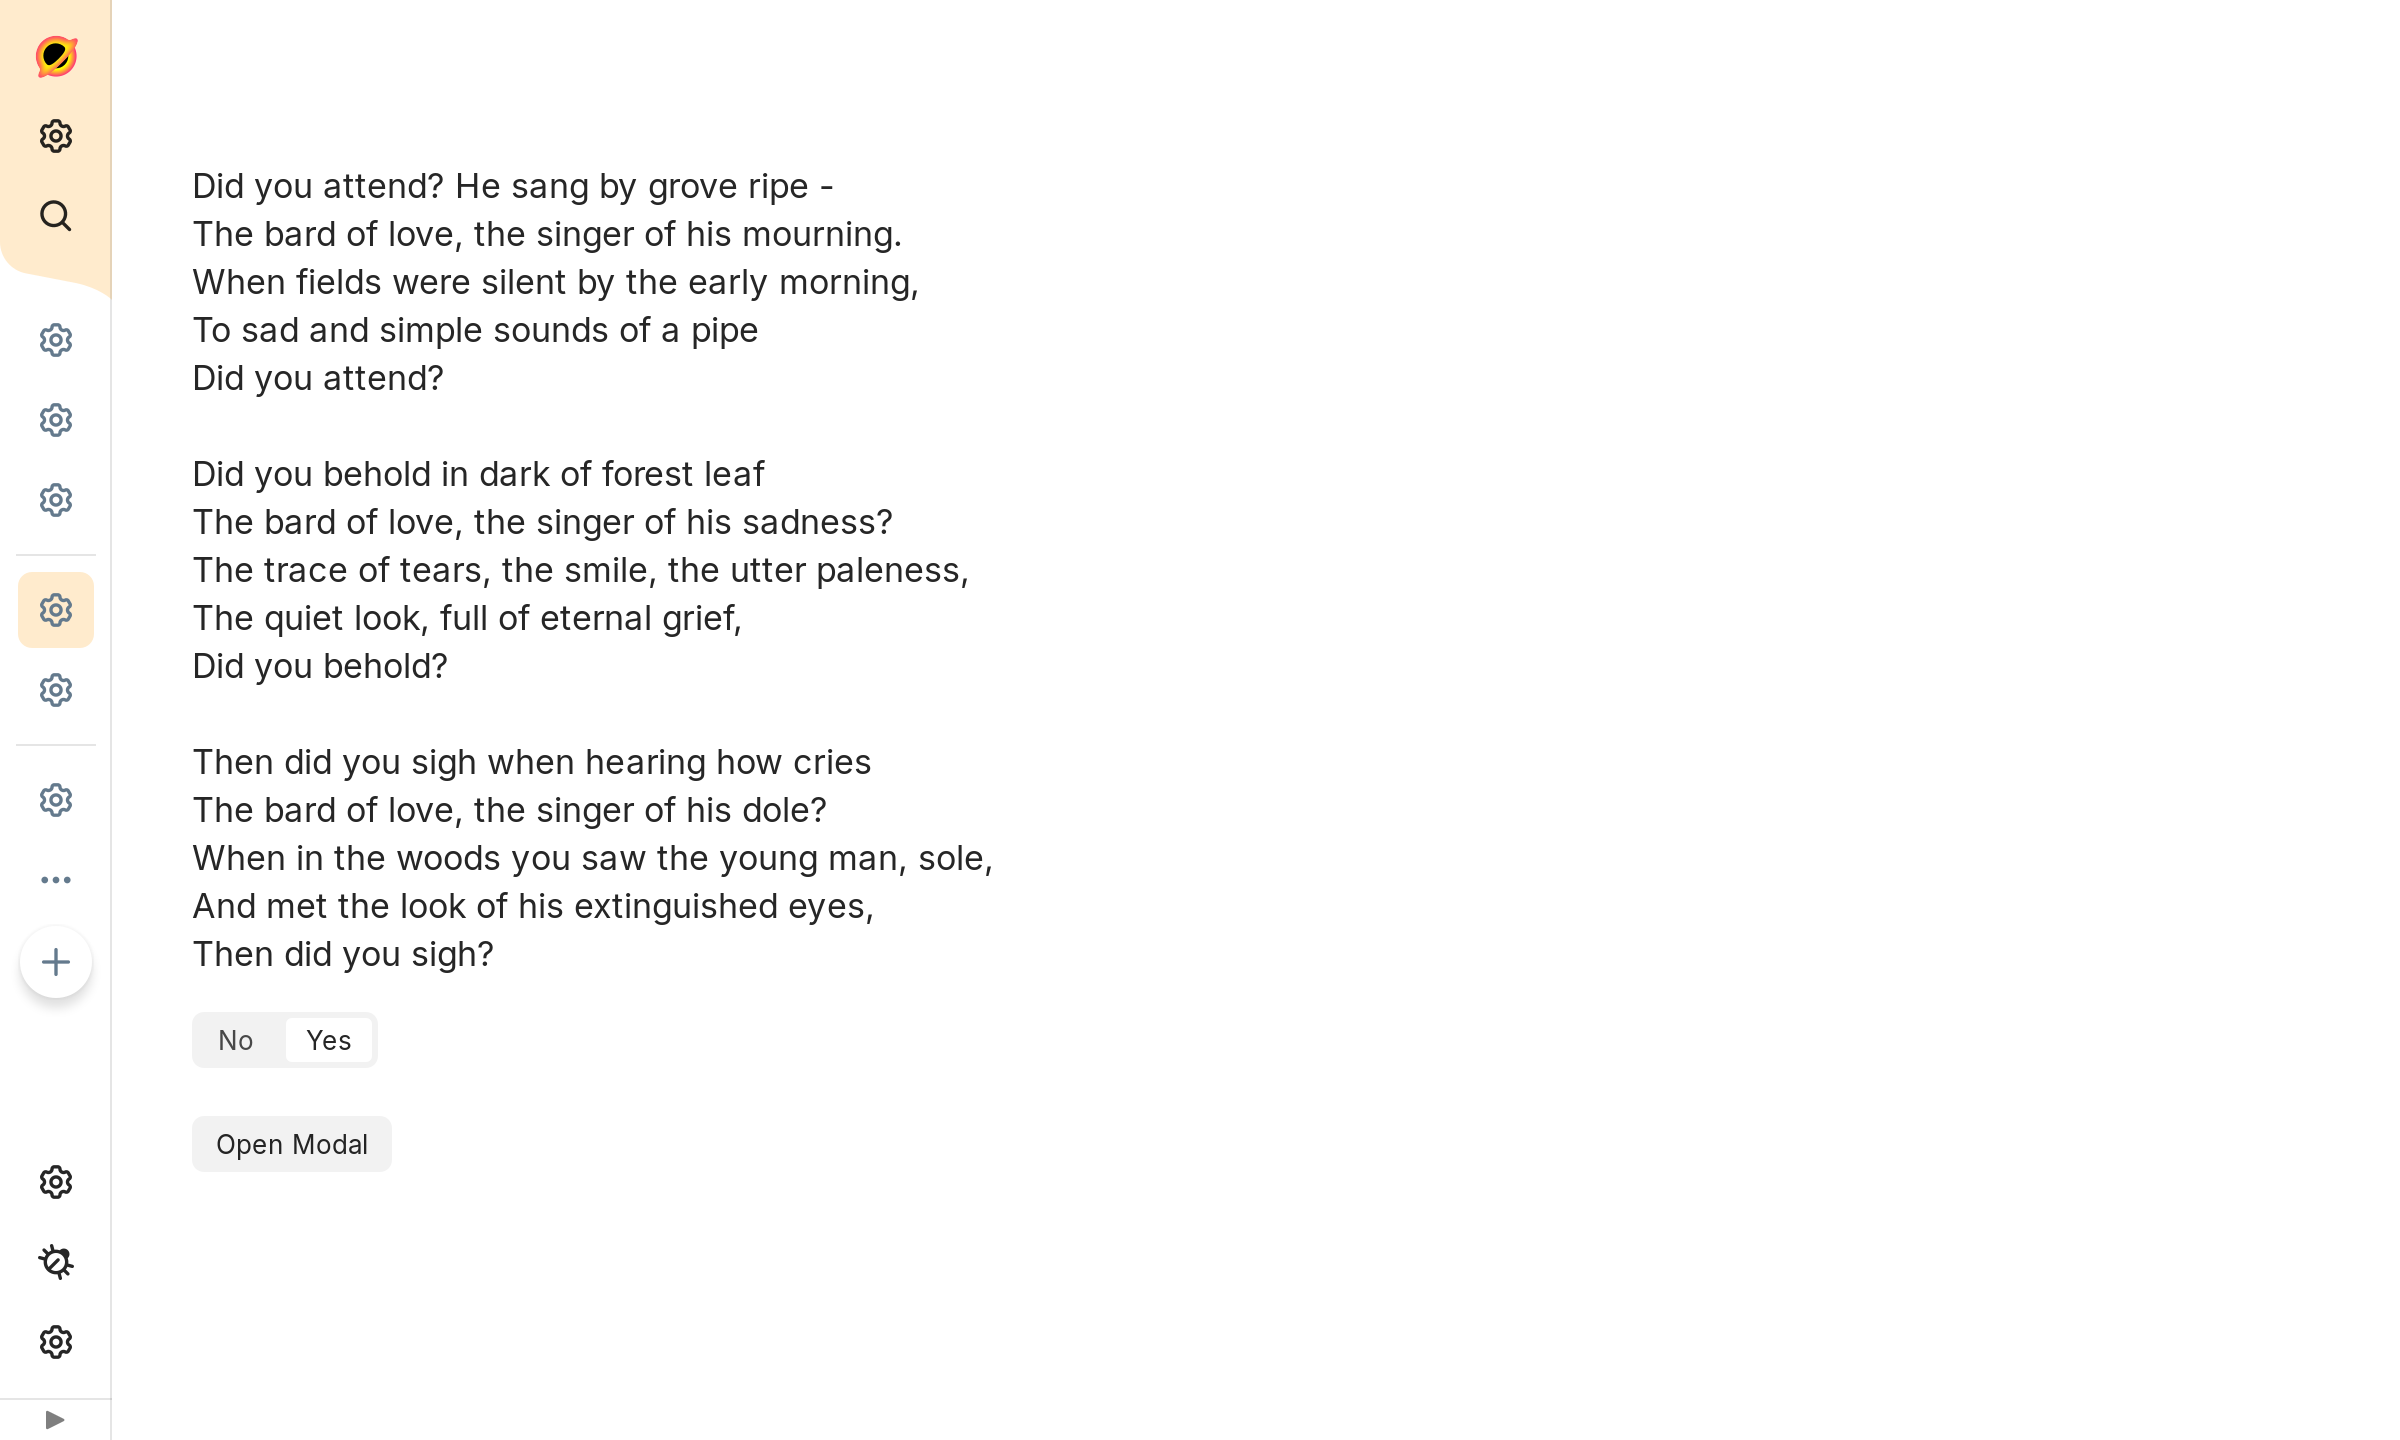 Did you attend? He sang by grove ripe -
The bard of love, the singer of his mourning.
When fields were silent by the early morning,
To sad and simple sounds of a pipe
Did you attend?
Did you behold in dark of forest leaf
The bard of love, the singer of his sadness?
The trace of tears, the smile, the utter paleness,
The quiet look, full of eternal grief,
Did you behold?
Then did you sigh when hearing how cries
The bard of love, the singer of his dole?
When in the woods you saw the young man, sole,
And met the look of his extinguished eyes,
Then did you sigh?
No Yes
Open Modal